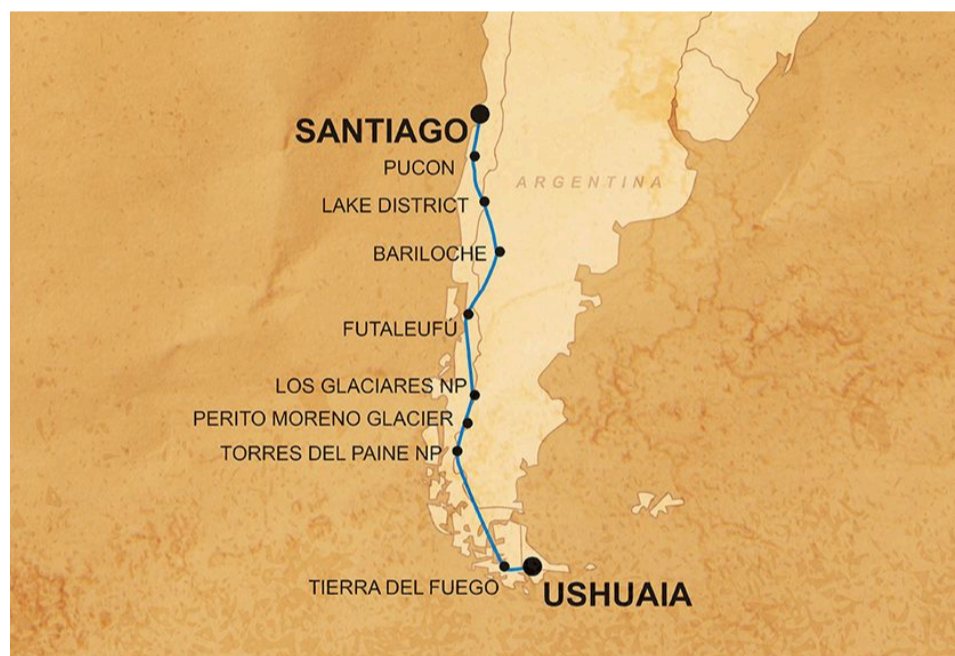 SANTIAGO
PUCON
ARGENTINA
LAKE DISTRICT
BARILOCHE
FUTALEUFÚ
LOS GLACIARES NP
PERITO MORENO GLACIER
TORRES DEL PAINE NP
TIERRA DEL FUEGO
USHUAIA